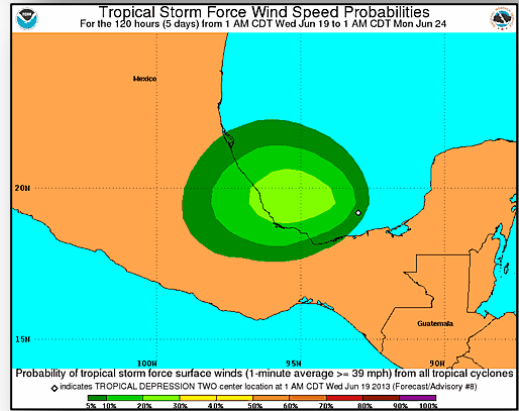 Tropical Storm Force Wind Speed Probabilities
For the 120 hours (5 days) from 1 AM CDT Wed Jun 19 to 1 AM CDT Mon Jun 24
Mexico
20N
Guatemala
15N
100W 95W 90W
Probability of tropical storm force surface winds (1-minute average >= 39 mph) from all tropical cyclones
indicates TROPICAL DEPRESSION TWO center location at 1 AM CDT Wed Jun 19 2013 (Forecast/Advisory #8)
5% 10% 20% 30% 40% 50% 60% 70% 80% 90% 100%